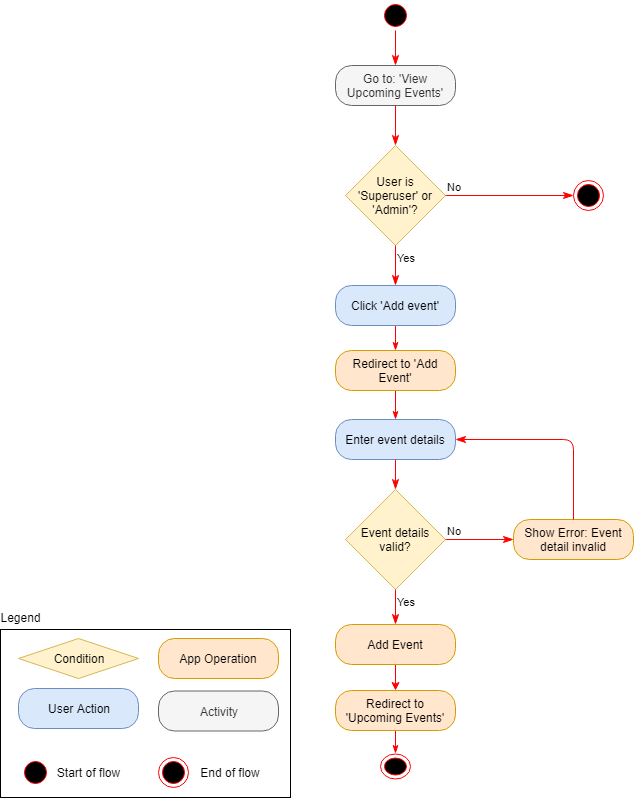 Go to: 'View
Upcoming Events'
User is
'Superuser' or
'Admin'?
No
Yes
Click 'Add event'
Redirect to 'Add
Event'
Enter event details
Event details
valid?
No
Show Error: Event
detail invalid
Yes
Add Event
Redirect to
'Upcoming Events'
Legend
Condition
App Operation
User Action
Activity
Start of flow
End of flow